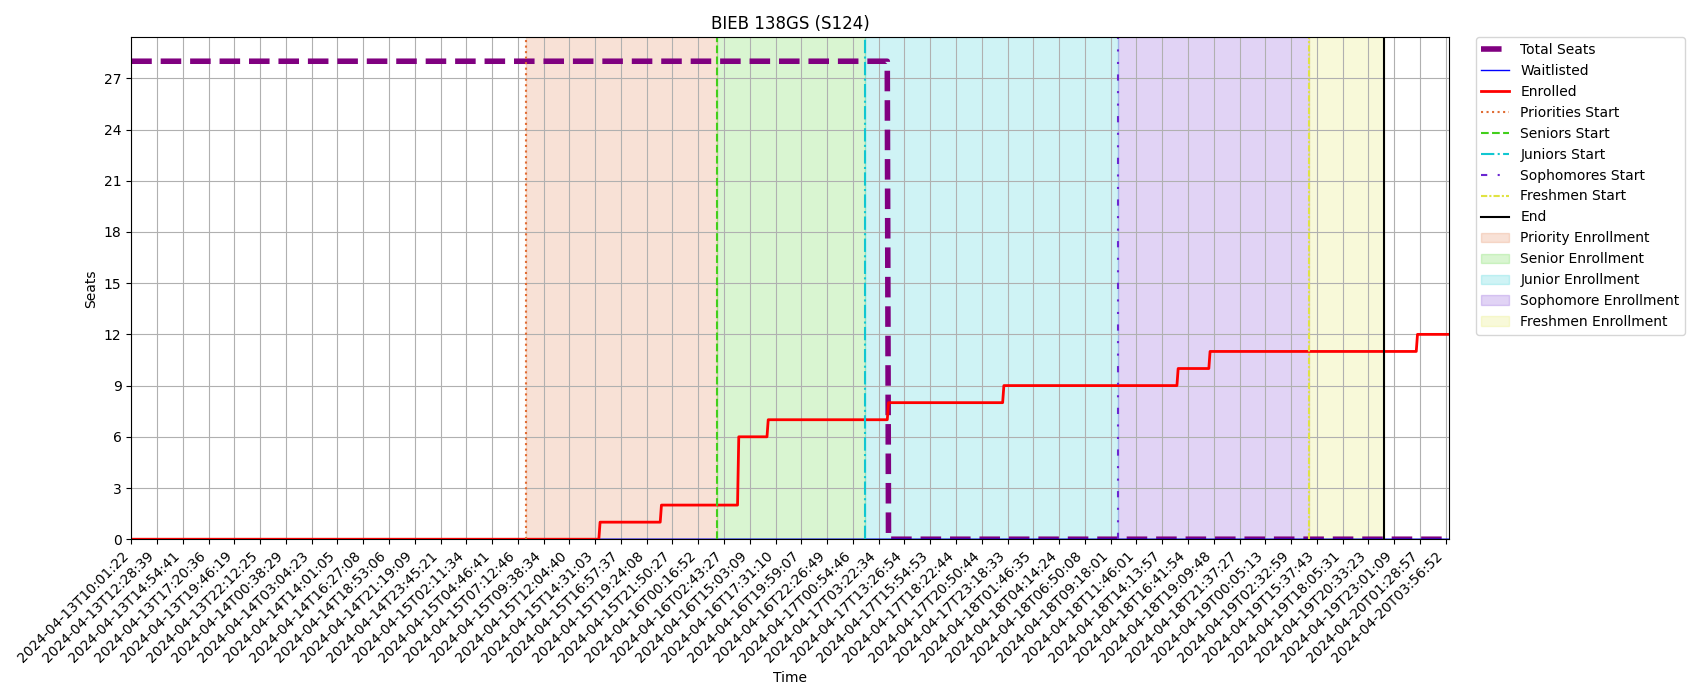 BIEB 138GS (S124)
Seats
27
24
21
18
15
12
9
6
3
0
2024-04-13T10:01:22
2024-04-13T12:28:39
2024-04-13T14:54:41
2024-04-13T17:20:36
2024-04-13T19:46:19
2024-04-13T22:12:25
2024-04-14T00:38:29
2024-04-14T03:04:23
2024-04-14T14:01:05
2024-04-14T16:27:08
2024-04-14T18:53:06
2024-04-14T21:19:09
2024-04-14T23:45:21
2024-04-15T02:11:34
2024-04-15T04:46:41
2024-04-15T07:12:46
2024-04-15T09:38:34
2024-04-15T12:04:40
2024-04-15T14:31:03
2024-04-15T16:57:37
2024-04-15T19:24:08
2024-04-15T21:50:27
2024-04-16T00:16:52
2024-04-16T02:43:27
2024-04-16T15:03:09
2024-04-16T17:31:10
2024-04-16T19:59:07
2024-04-16T22:26:49
2024-04-17T00:54:46
2024-04-17T03:22:34
2024-04-17T13:26:54
2024-04-17T15:54:53
2024-04-17T18:22:44
2024-04-17T20:50:44
2024-04-17T23:18:33
2024-04-18T01:46:35
2024-04-18T04:14:24
2024-04-18T06:50:08
2024-04-18T09:18:01
2024-04-18T11:46:01
2024-04-18T14:13:57
2024-04-18T16:41:54
2024-04-18T19:09:48
2024-04-18T21:37:27
2024-04-19T00:05:13
2024-04-19T02:32:59
2024-04-19T15:37:43
2024-04-19T18:05:31
2024-04-19T20:33:23
2024-04-19T23:01:09
2024-04-20T01:28:57
2024-04-20T03:56:52
Time
Total Seats
Waitlisted
Enrolled
Priorities Start
Seniors Start
Juniors Start
Sophomores Start
Freshmen Start
End
Priority Enrollment
Senior Enrollment
Junior Enrollment
Sophomore Enrollment
Freshmen Enrollment